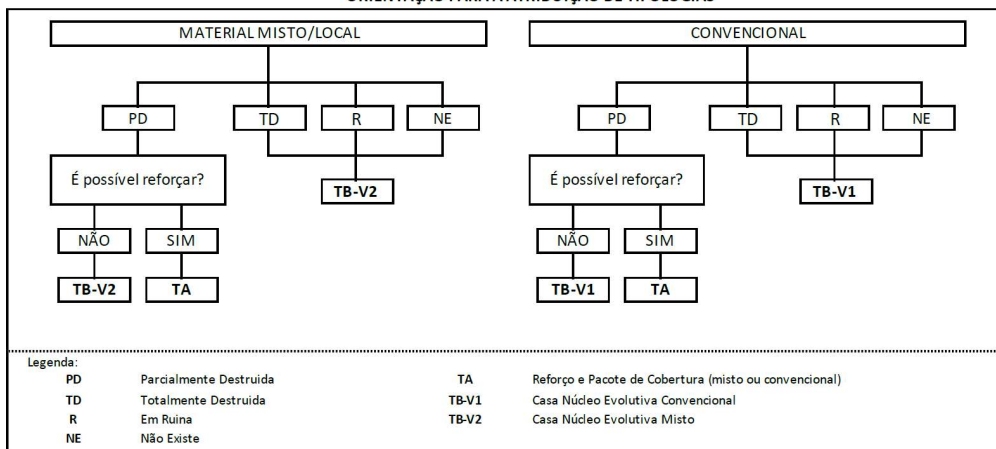 MATERIAL MISTO/LOCAL CONVENCIONAL
PD TD R NE PD TD R NE
É possível reforçar? TB-V2 É possível reforçar? TB-V1
NÃO SIM NÃO SIM
TB-V2 TA TB-V1 TA
Legenda:
PD Parcialmente Destruida TA Reforço e Pacote de Cobertura (misto ou convencional)
TD Totalmente Destruida TB-V1 Casa Núcleo Evolutiva Convencional
R Em Ruina TB-V2 Casa Núcleo Evolutiva Misto
NE Não Existe